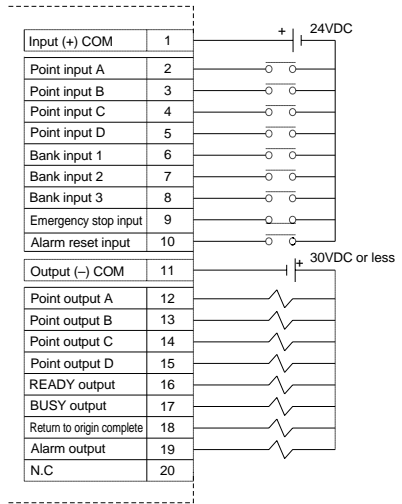 + 24VDC
Input (+) COM 1
Point input A 2
Point input B 3
Point input C 4
Point input D 5
Bank input 1 6
Bank input 2 7
Bank input 3 8
Emergency stop input 9
Alarm reset input 10
+ 30VDC or less
Output (–) COM 11
Point output A 12
Point output B 13
Point output C 14
Point output D 15
READY output 16
BUSY output 17
Return to origin complete 18
Alarm output 19
N.C 20